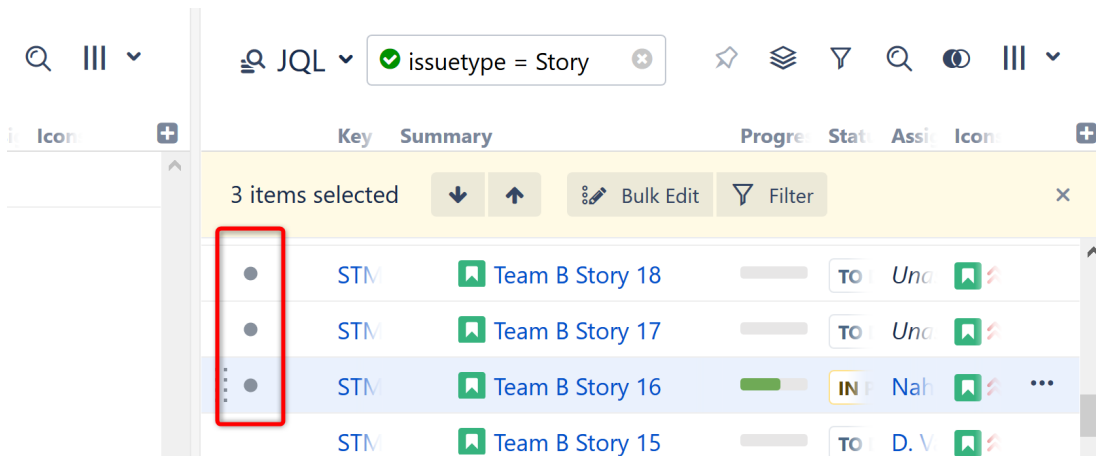 JQL issuetype = Story
Icon
Key Summary Progre Stat Assi Icon
3 items selected Bulk Edit Filter
STM Team B Story 18 TO Una
STM Team B Story 17 TO Una
STM Team B Story 16 IN Nah
STM Team B Story 15 TO D. V